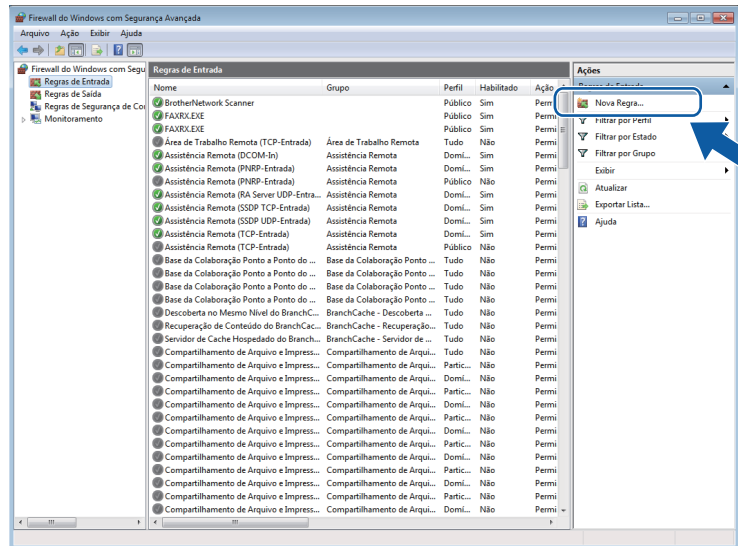 Firewall do Windows com Segurança Avançada
Arquivo Ação Exibir Ajuda
Firewall do Windows com Segu
Regras de Entrada
Regras de Saída
Regras de Segurança de Co
Monitoramento
Regras de Entrada
Nome Grupo Perfil Habilitado Ação
BrotherNetwork Scanner Público Sim Perm
FAXRX.EXE Público Sim Permi
FAXRX.EXE Público Sim Permi
Área de Trabalho Remota (TCP-Entrada) Área de Trabalho Remota Tudo Não Permi
Assistência Remota (DCOM-In) Assistência Remota Domí... Sim Permi
Assistência Remota (PNRP-Entrada) Assistência Remota Domí... Sim Permi
Assistência Remota (PNRP-Entrada) Assistência Remota Público Não Permi
Assistência Remota (RA Server UDP-Entra... Assistência Remota Domí... Sim Permi
Assistência Remota (SSDP TCP-Entrada) Assistência Remota Domí... Sim Permi
Assistência Remota (SSDP UDP-Entrada) Assistência Remota Domí... Sim Permi
Assistência Remota (TCP-Entrada) Assistência Remota Domí... Sim Permi
Assistência Remota (TCP-Entrada) Assistência Remota Público Não Permi
Base da Colaboração Ponto a Ponto do ... Base da Colaboração Ponto ... Tudo Não Permi
Base da Colaboração Ponto a Ponto do ... Base da Colaboração Ponto ... Tudo Não Permi
Base da Colaboração Ponto a Ponto do ... Base da Colaboração Ponto ... Tudo Não Permi
Base da Colaboração Ponto a Ponto do ... Base da Colaboração Ponto ... Tudo Não Permi
Descoberta no Mesmo Nível do BranchC... BranchCache - Descoberta ... Tudo Não Permi
Recuperação de Conteúdo do BranchCac... BranchCache - Recuperação... Tudo Não Permi
Servidor de Cache Hospedado do Branch... BranchCache - Servidor de ... Tudo Não Permi
Compartilhamento de Arquivo e Impress... Compartilhamento de Arqui... Tudo Não Permi
Compartilhamento de Arquivo e Impress... Compartilhamento de Arqui... Partic... Não Permi
Compartilhamento de Arquivo e Impress... Compartilhamento de Arqui... Domí... Não Permi
Compartilhamento de Arquivo e Impress... Compartilhamento de Arqui... Partic... Não Permi
Compartilhamento de Arquivo e Impress... Compartilhamento de Arqui... Domí... Não Permi
Compartilhamento de Arquivo e Impress... Compartilhamento de Arqui... Partic... Não Permi
Compartilhamento de Arquivo e Impress... Compartilhamento de Arqui... Domí... Não Permi
Compartilhamento de Arquivo e Impress... Compartilhamento de Arqui... Partic... Não Permi
Compartilhamento de Arquivo e Impress... Compartilhamento de Arqui... Domí... Não Permi
Compartilhamento de Arquivo e Impress... Compartilhamento de Arqui... Partic... Não Permi
Compartilhamento de Arquivo e Impress... Compartilhamento de Arqui... Domí... Não Permi
Compartilhamento de Arquivo e Impress... Compartilhamento de Arqui... Partic... Não Permi
Compartilhamento de Arquivo e Impress... Compartilhamento de Arqui... Domí... Não Permi
Ações
Regras de Entrada
Nova Regra...
Filtrar por Perfil
Filtrar por Estado
Filtrar por Grupo
Exibir
Atualizar
Exportar Lista...
Ajuda